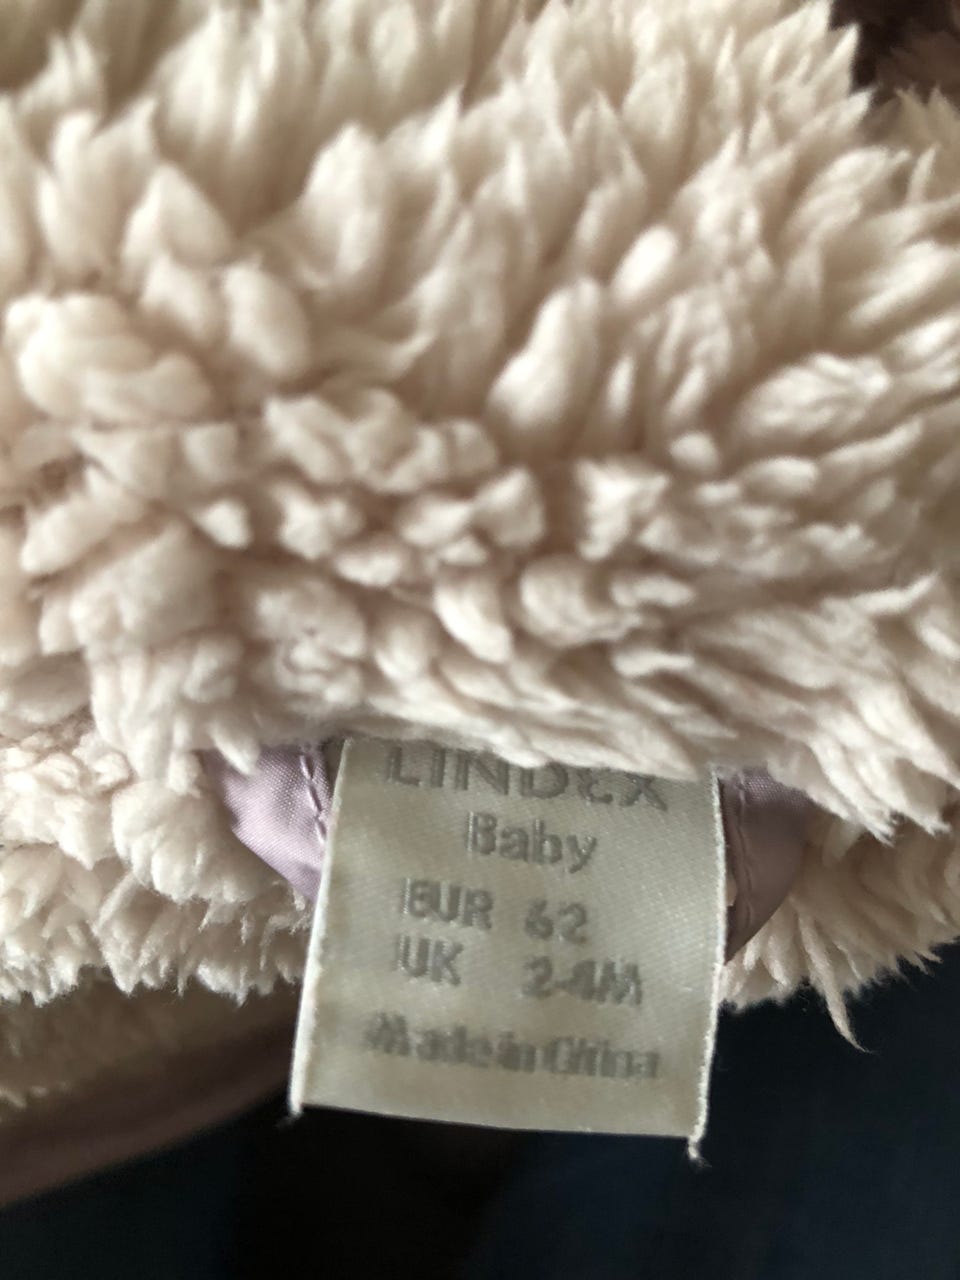 LINDEX
Baby
EUR 62
UK 2-4M
Made in China